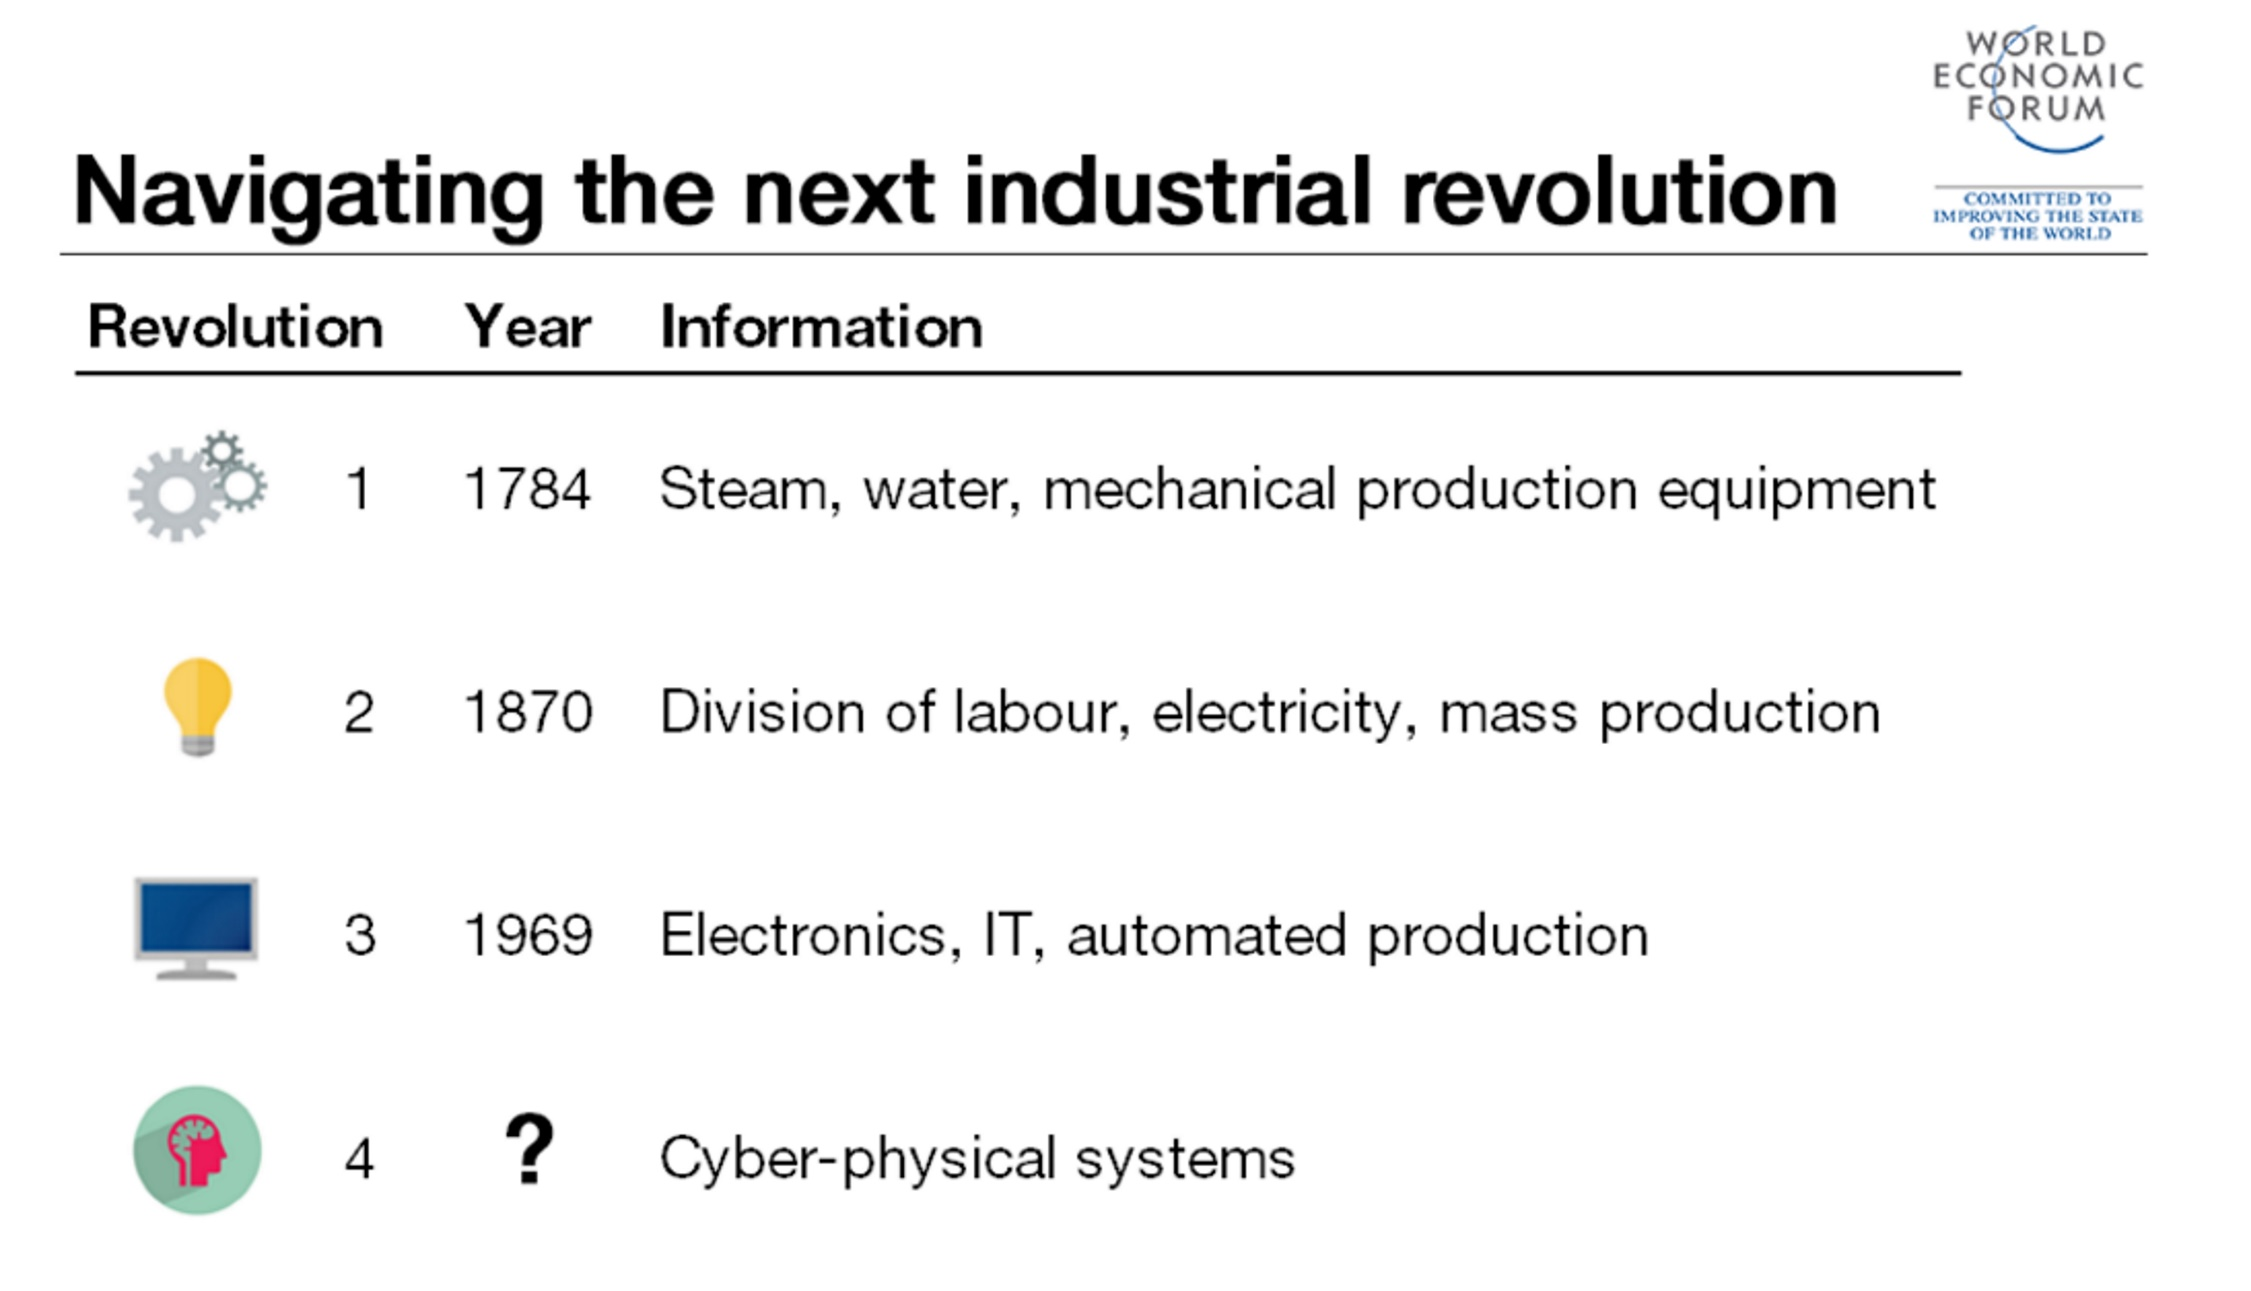 WORLD
ECONOMIC
FORUM
COMMITTED TO
IMPROVING THE STATE
OF THE WORLD
Navigating the next industrial revolution
Revolution Year Information
1 1784 Steam, water, mechanical production equipment
2 1870 Division of labour, electricity, mass production
3 1969 Electronics, IT, automated production
4 ? Cyber-physical systems